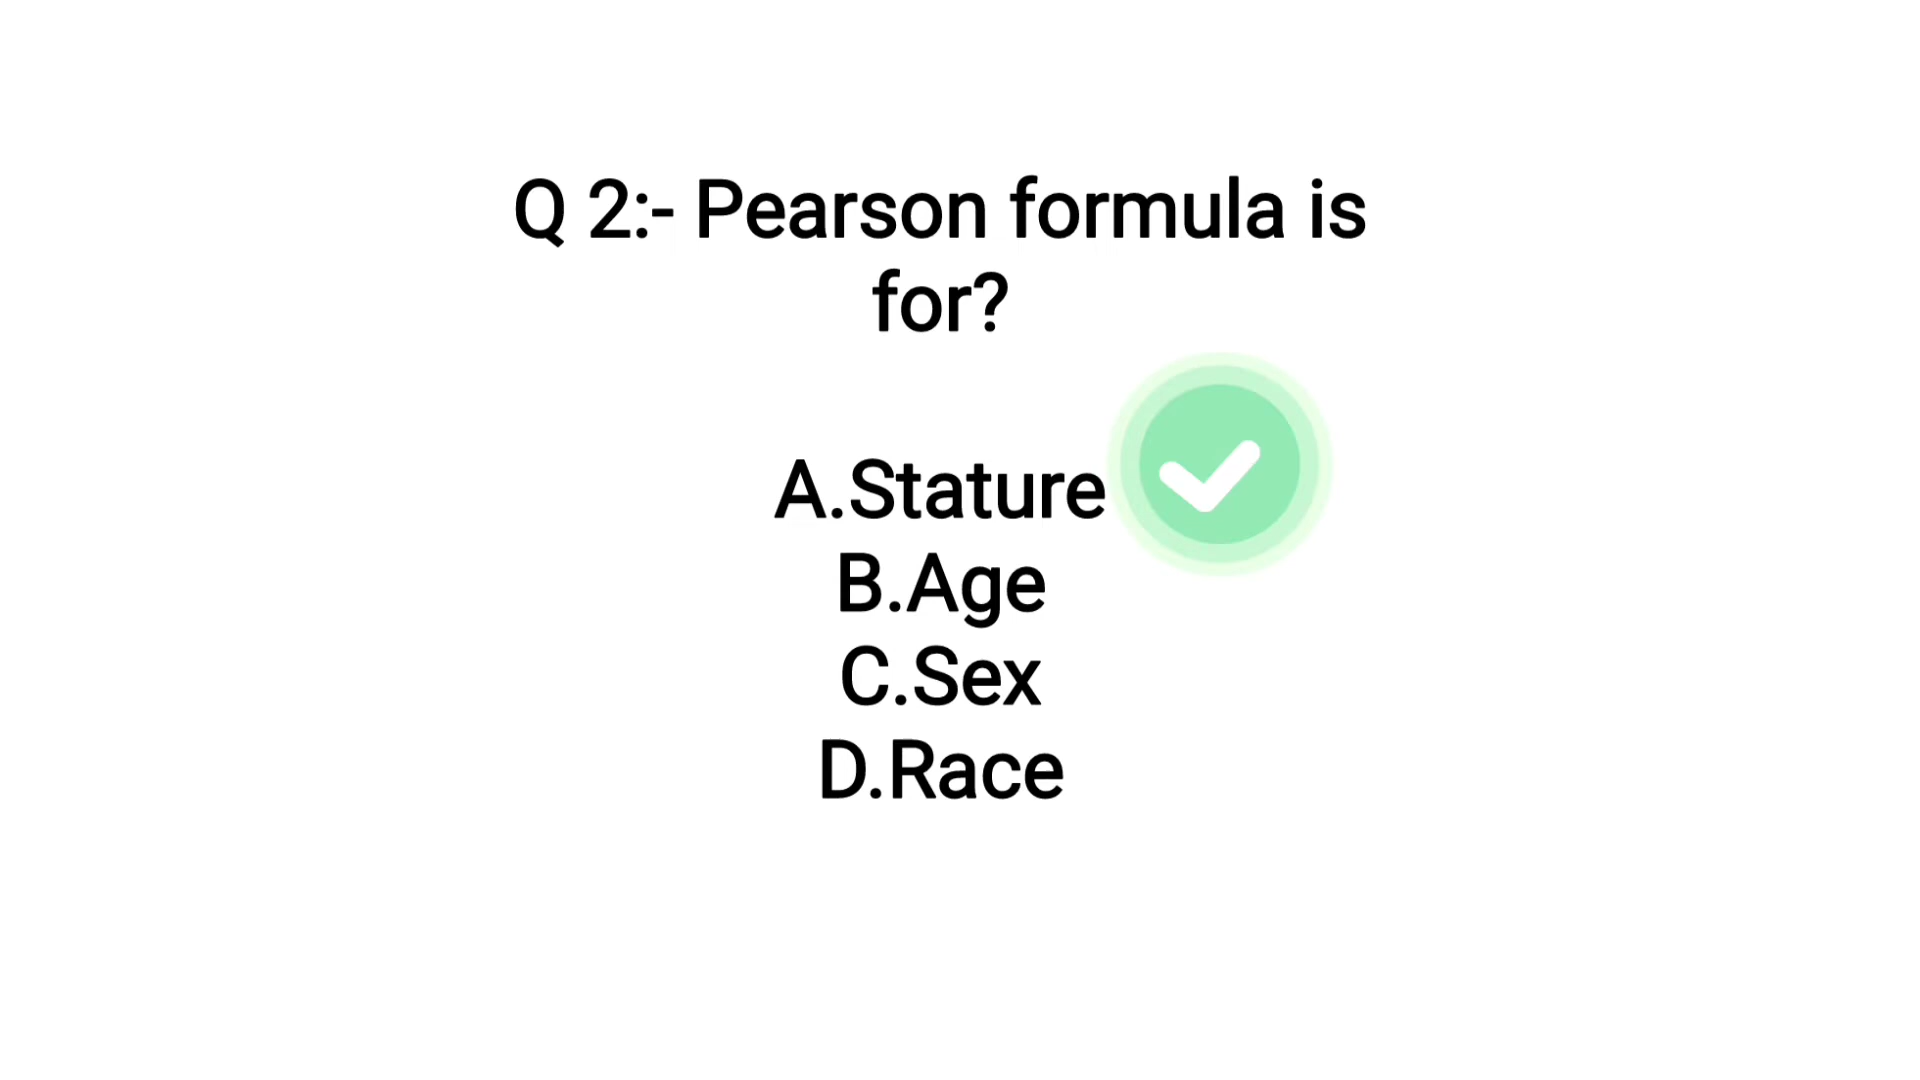 Q 2:- Pearson formula is
for?
A.Stature
B.Age
C.Sex
D.Race